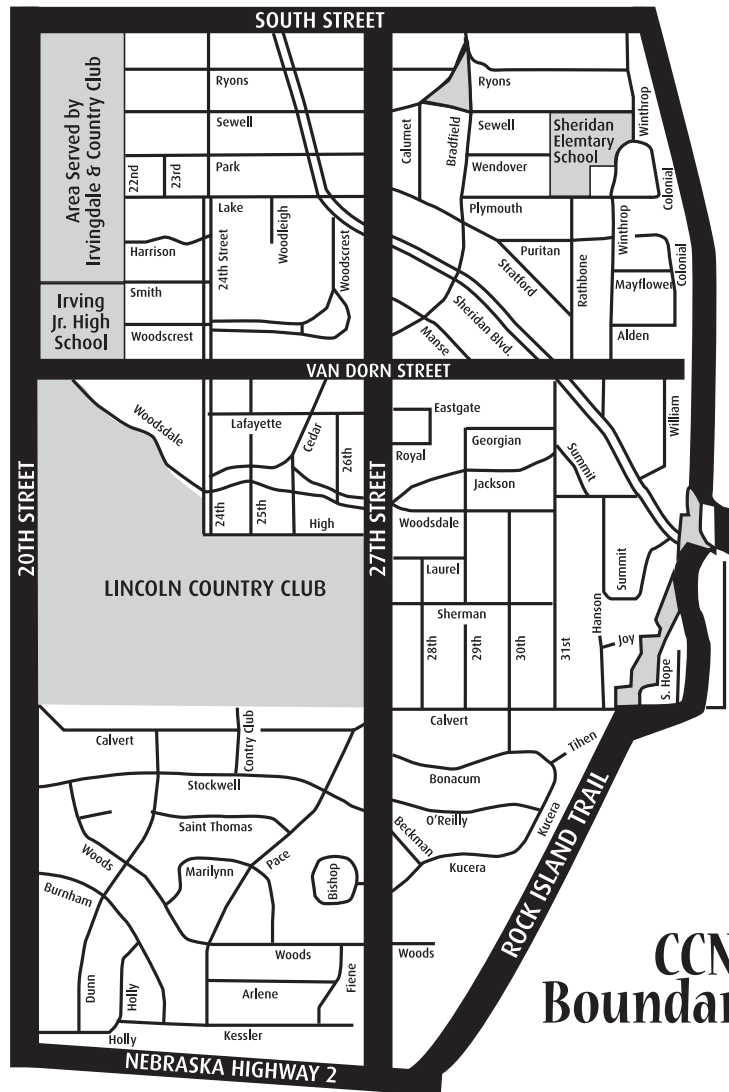 SOUTH STREET
Area Served by
Irvingdale & Country Club
Ryons
Sewell
22nd
23rd
Park
Lake
Harrison
24th Street
Woodleigh
Woodscrest
Irving
Jr. High
School
Smith
Woodscrest
Ryons
Calumet
Bradfield
Sewell
Wendover
Sheridan
Elemtary
School
Winthrop
Colonial
Plymouth
Puritan
Stratford
Rathbone
Winthrop
Colonial
Mayflower
Sheridan Blvd.
Manse
Alden
VAN DORN STREET
Woodsdale
Lafayette
Cedar
26th
24th
25th
High
Eastgate
Royal
Georgian
Jackson
Summit
William
Woodsdale
20TH STREET
27TH STREET
LINCOLN COUNTRY CLUB
Laurel
Sherman
28th
29th
30th
31st
Hanson
Summit
Joy
S. Hope
Calvert
Contry Club
Calvert
Stockwell
Saint Thomas
Woods
Marilynn
Pace
Bishop
Burnham
Dunn
Holly
Woods
Arlene
Fiene
Holly
Kessler
Tihen
Bonacum
O'Reilly
Beckman
Kucera
Kucera
Woods
ROCK ISLAND TRAIL
NEBRASKA HIGHWAY 2
CCN
Boundar